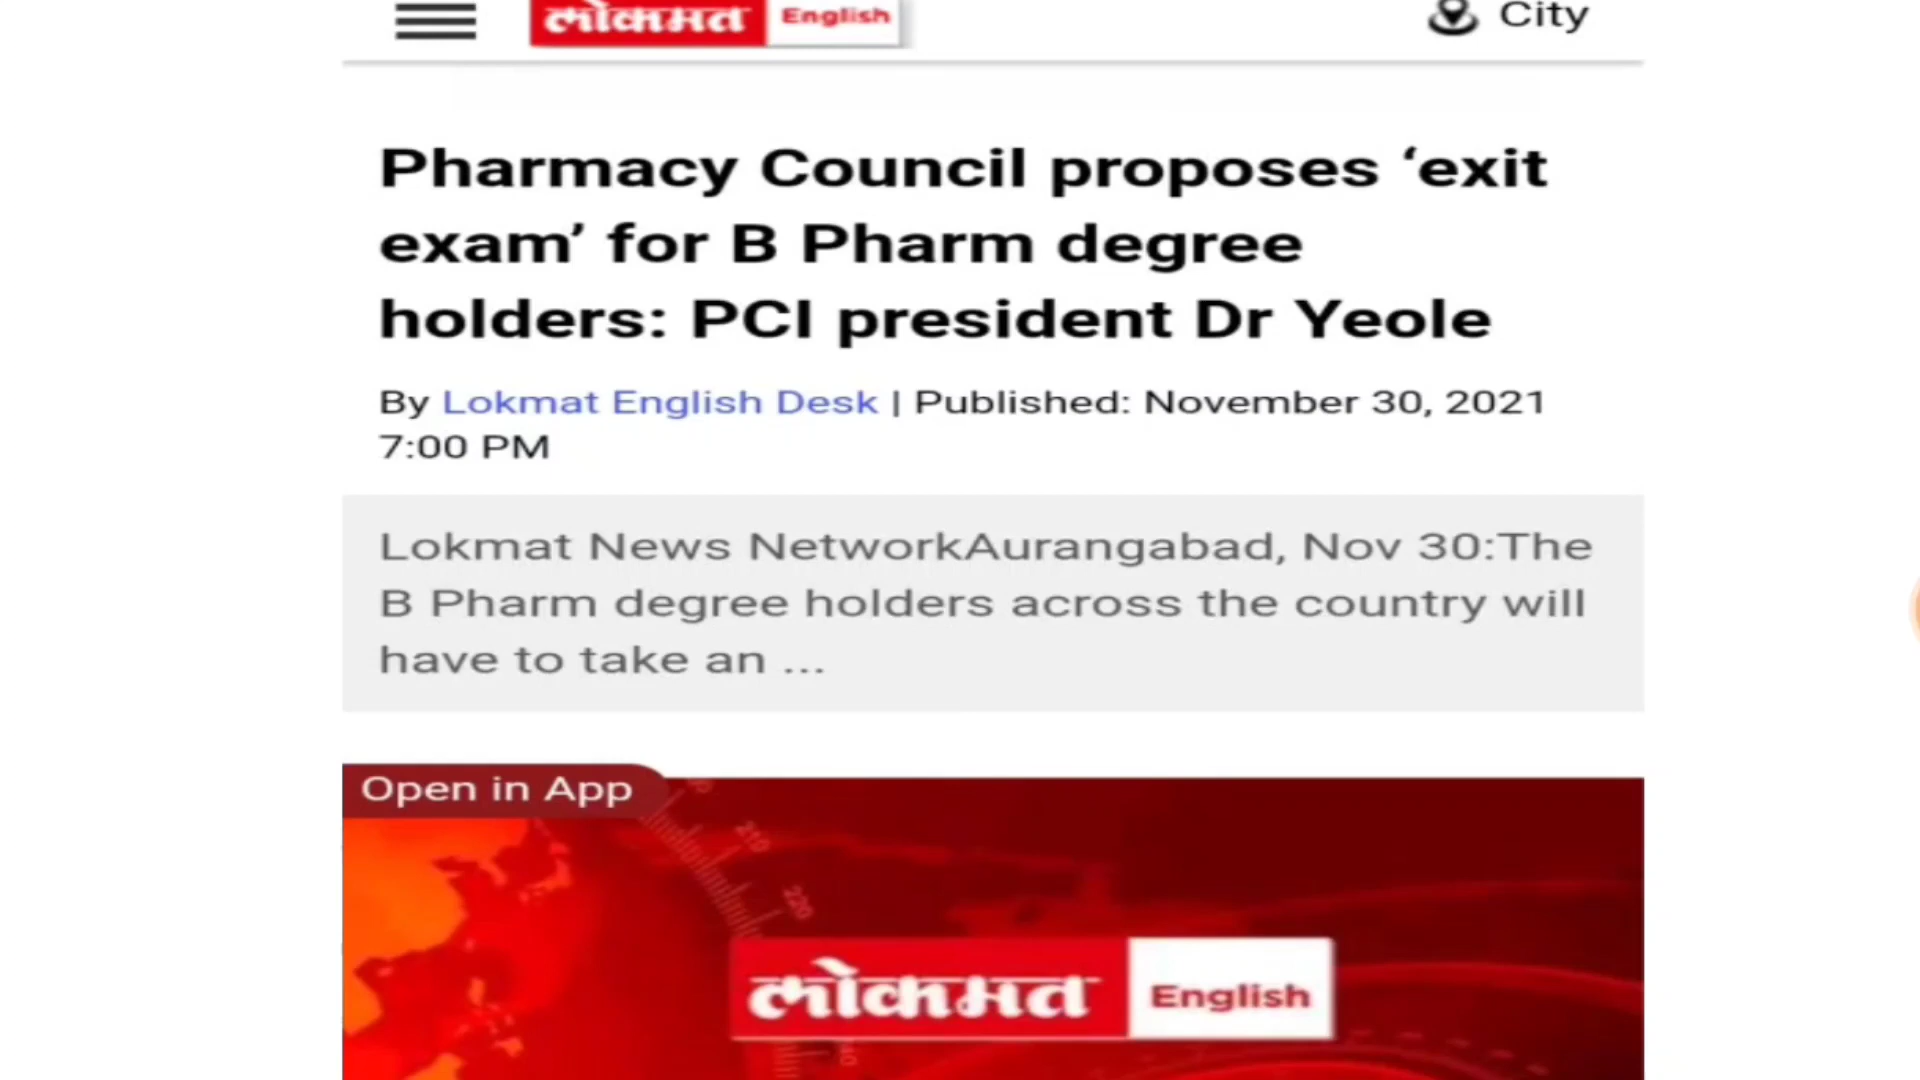 लोकमत English
City
Pharmacy Council proposes ‘exit
exam’ for B Pharm degree
holders: PCI president Dr Yeole
By Lokmat English Desk | Published: November 30, 2021
7:00 PM
Lokmat News NetworkAurangabad, Nov 30:The
B Pharm degree holders across the country will
have to take an ...
Open in App
210
220
लोकमत English